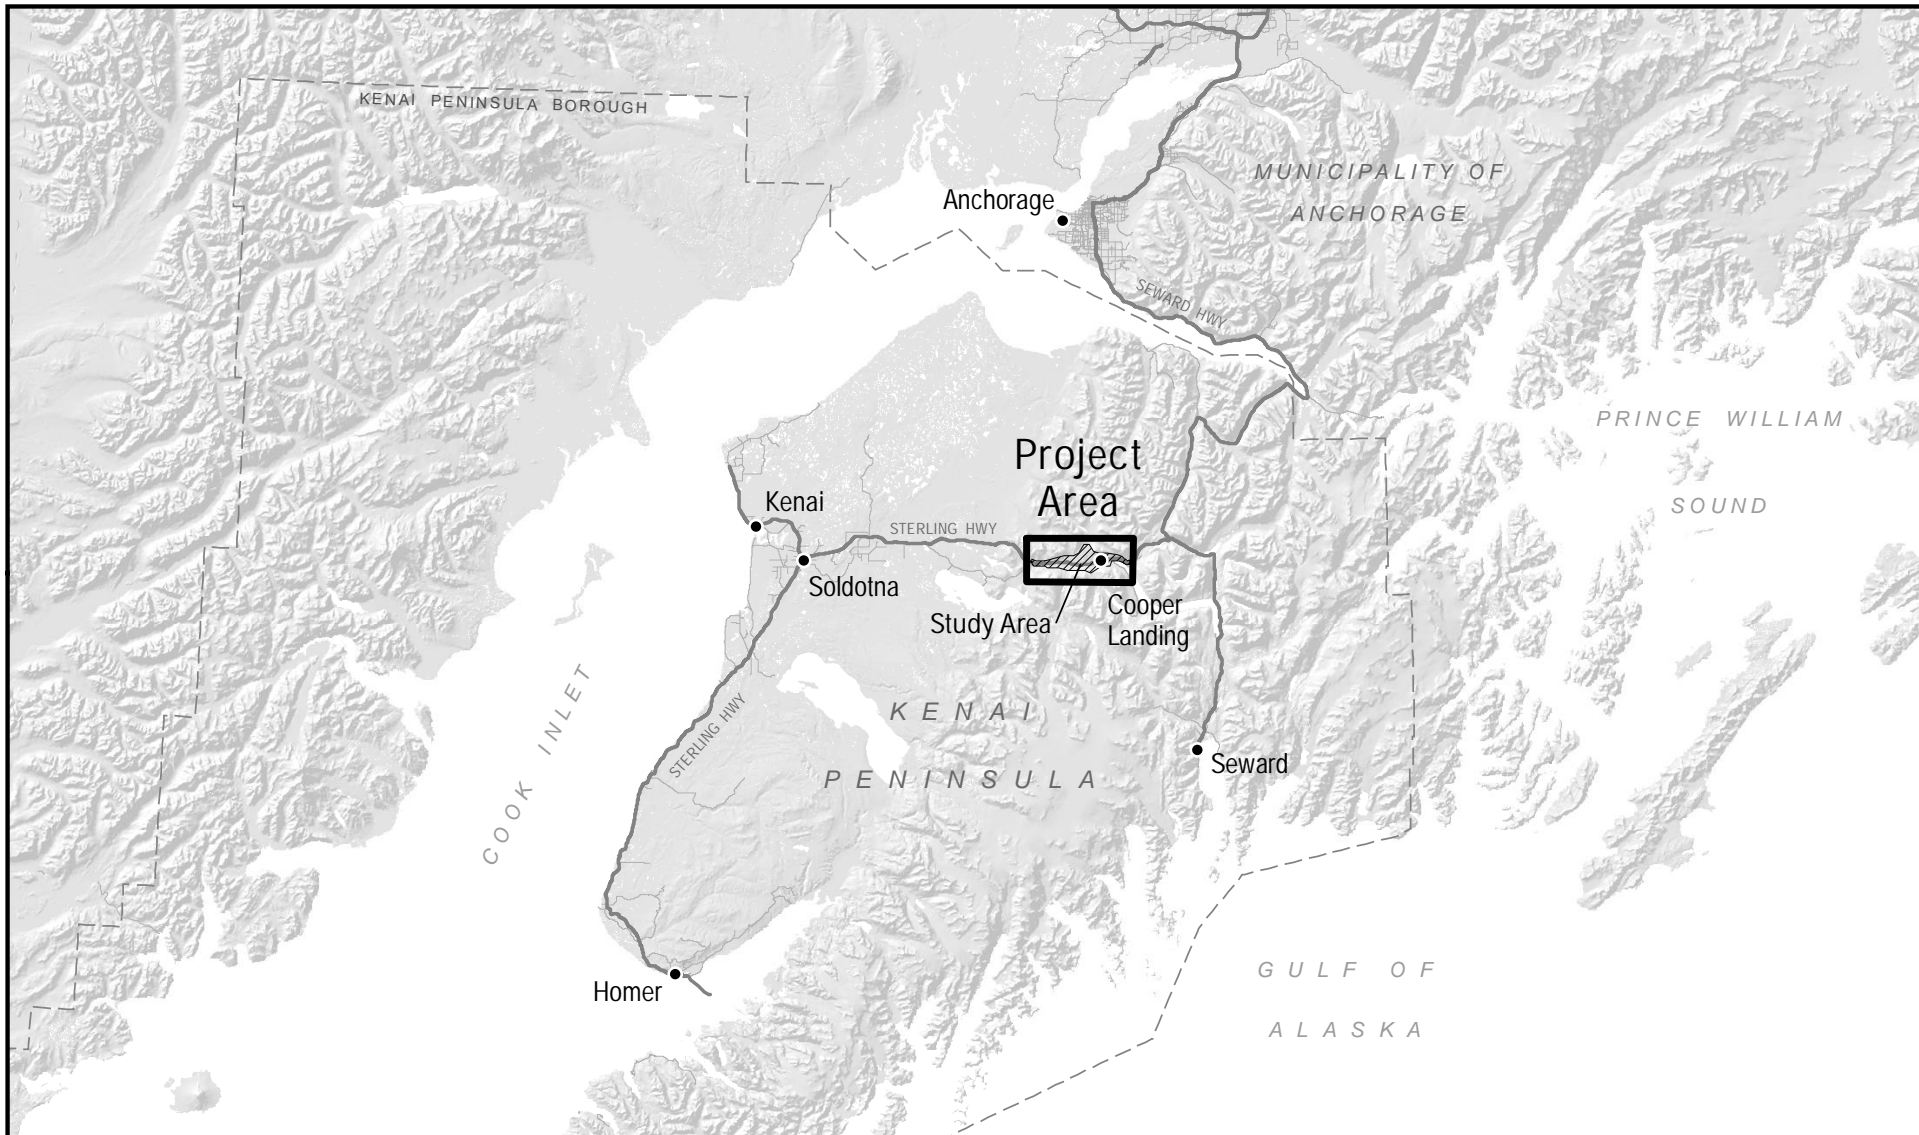 KENAI PENINSULA BOROUGH
MUNICIPALITY OF
ANCHORAGE
Anchorage
SEWARD HWY
PRINCE WILLIAM
SOUND
Project
Area
Kenai
STERLING HWY
Soldotna
Study Area
Cooper
Landing
COOK INLET
STERLING HWY
KENAI
PENINSULA
Seward
Homer
GULF OF
ALASKA